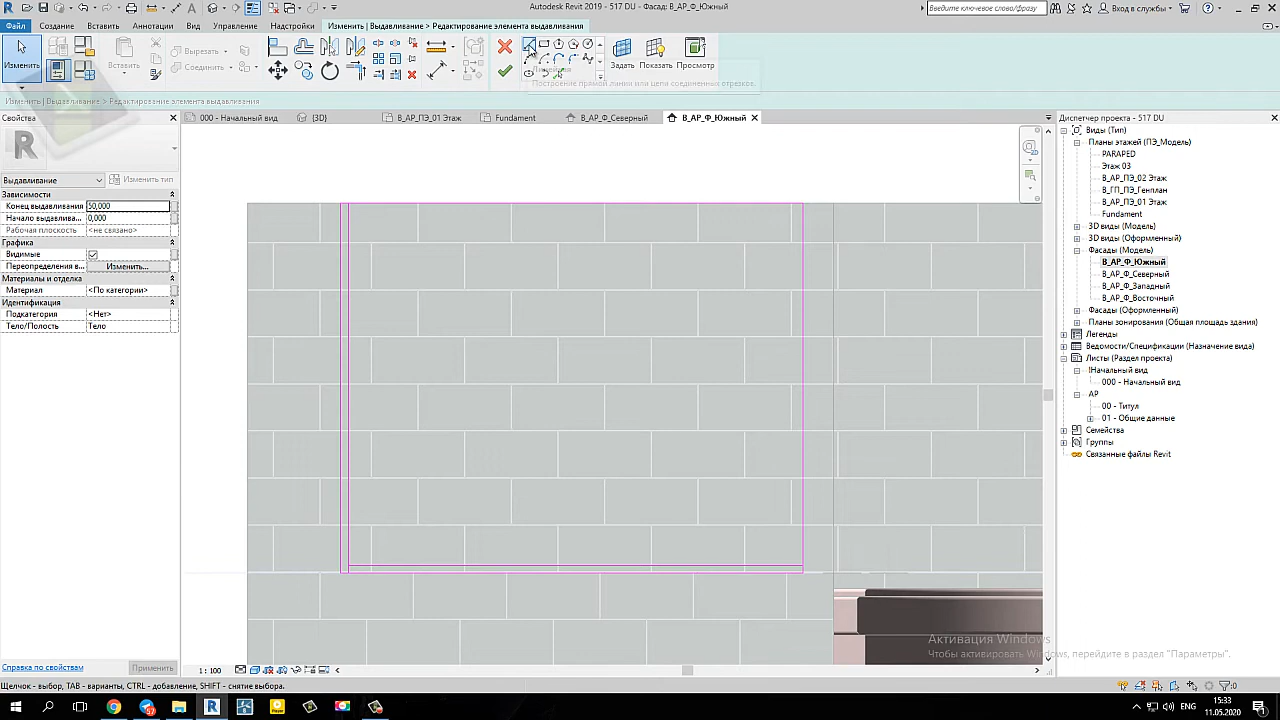 Autodesk Revit 2019 - 517 DU - Фасад: В_АР_Ф_Южный
Введите ключевое слово/фразу
Вход в службы
Файл Создание Вставить Аннотации Вид Управление Надстройки Изменить | Выдавливание > Редактирование элемента выдавливания
Изменить
Вставить
Вырезать
Соединить
Задать Показать Просмотр
Построение прямой линии или цепи соединенных отрезков.
Изменить | Выдавливание > Редактирование элемента выдавливания
Свойства
000 - Начальный вид
{3D}
В_АР_ПЭ_01 Этаж
Fundament
В_АР_Ф_Северный
В_АР_Ф_Южный
Диспетчер проекта - 517 DU
Выдавливание
Изменить тип
Зависимости
Конец выдавливания 50,000
Начало выдавлива... 0,000
Рабочая плоскость <не связано>
Графика
Видимые
Переопределения в... Изменить...
Материалы и отделка
Материал <По категории>
Идентификация
Подкатегория <Нет>
Тело/Полость Тело
Виды (Тип)
Планы этажей (ПЭ_Модель)
PARAPED
Этаж 03
В_АР_ПЭ_02 Этаж
В_ГП_ПЭ_Генплан
В_АР_ПЭ_01 Этаж
Fundament
3D виды (Модель)
3D виды (Оформленный)
Фасады (Модель)
В_АР_Ф_Южный
В_АР_Ф_Северный
В_АР_Ф_Западный
В_АР_Ф_Восточный
Фасады (Оформленный)
Планы зонирования (Общая площадь здания)
Легенды
Ведомости/Спецификации (Назначение вида)
Листы (Раздел проекта)
!Начальный вид
000 - Начальный вид
АР
00 - Титул
01 - Общие данные
Семейства
Группы
Связанные файлы Revit
Активация Windows
Чтобы активировать Windows, перейдите в раздел "Параметры".
Справка по свойствам
Применить
1 : 100
Щелчок - выбор, TAB - варианты, CTRL - добавление, SHIFT - снятие выбора.
:0
15:33
11.05.2020